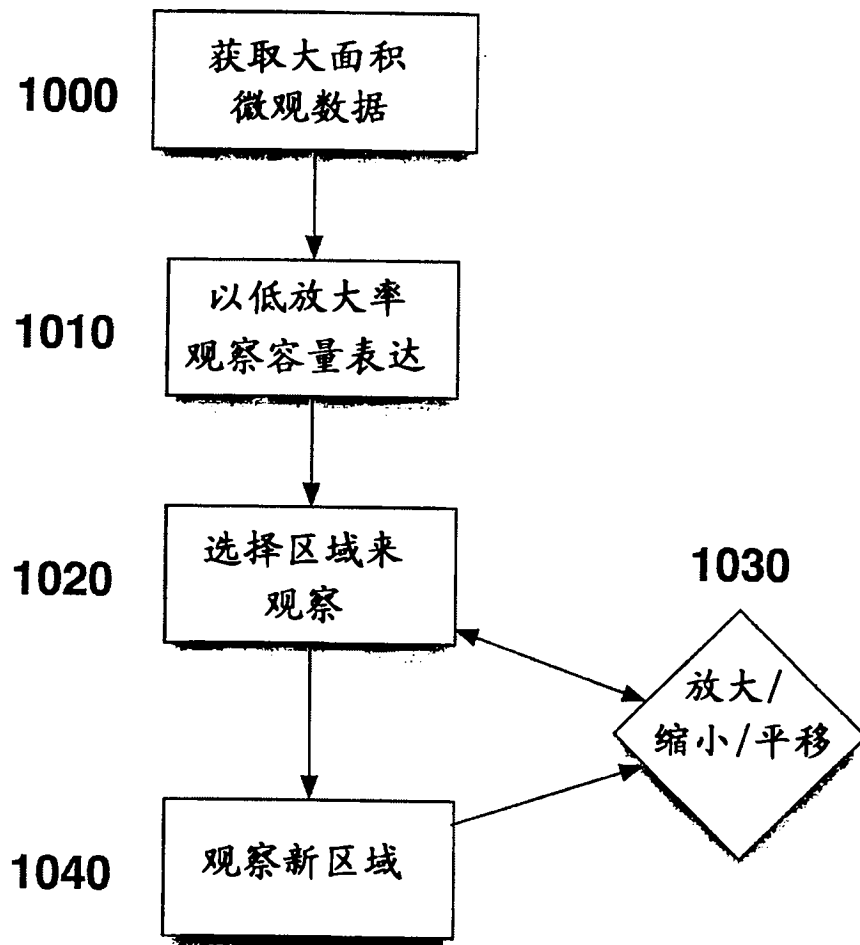 1000
获取大面积
微观数据
1010
以低放大率
观察容量表达
1020
选择区域来
观察
1030
放大/
缩小/平移
1040
观察新区域